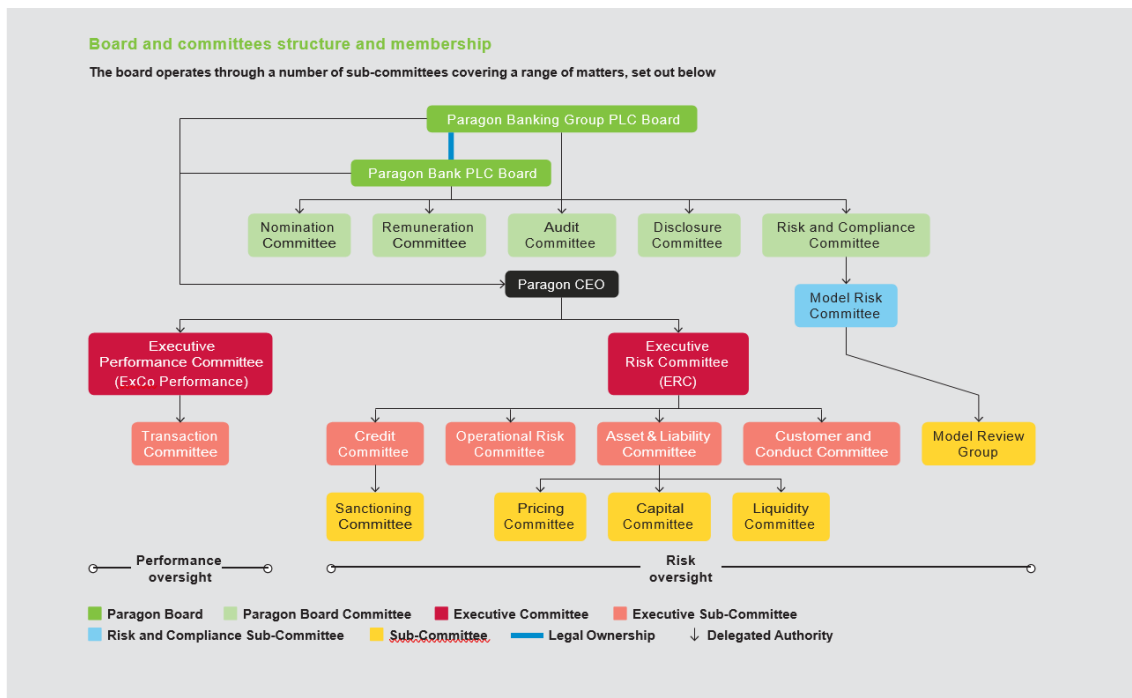 Board and committees structure and membership
The board operates through a number of sub-committees covering a range of matters, set out below
Paragon Banking Group PLC Board
Paragon Bank PLC Board
Nomination
Committee
Remuneration
Committee
Audit
Committee
Disclosure
Committee
Risk and Compliance
Committee
Paragon CEO
Model Risk
Committee
Executive
Performance Committee
(ExCo Performance)
Executive
Risk Committee
(ERC)
Transaction
Committee
Credit
Committee
Operational Risk
Committee
Asset & Liability
Committee
Customer and
Conduct Committee
Model Review
Group
Sanctioning
Committee
Pricing
Committee
Capital
Committee
Liquidity
Committee
Performance
oversight
Risk
oversight
Paragon Board
Paragon Board Committee
Executive Committee
Executive Sub-Committee
Risk and Compliance Sub-Committee
Sub-Committee
Legal Ownership
Delegated Authority